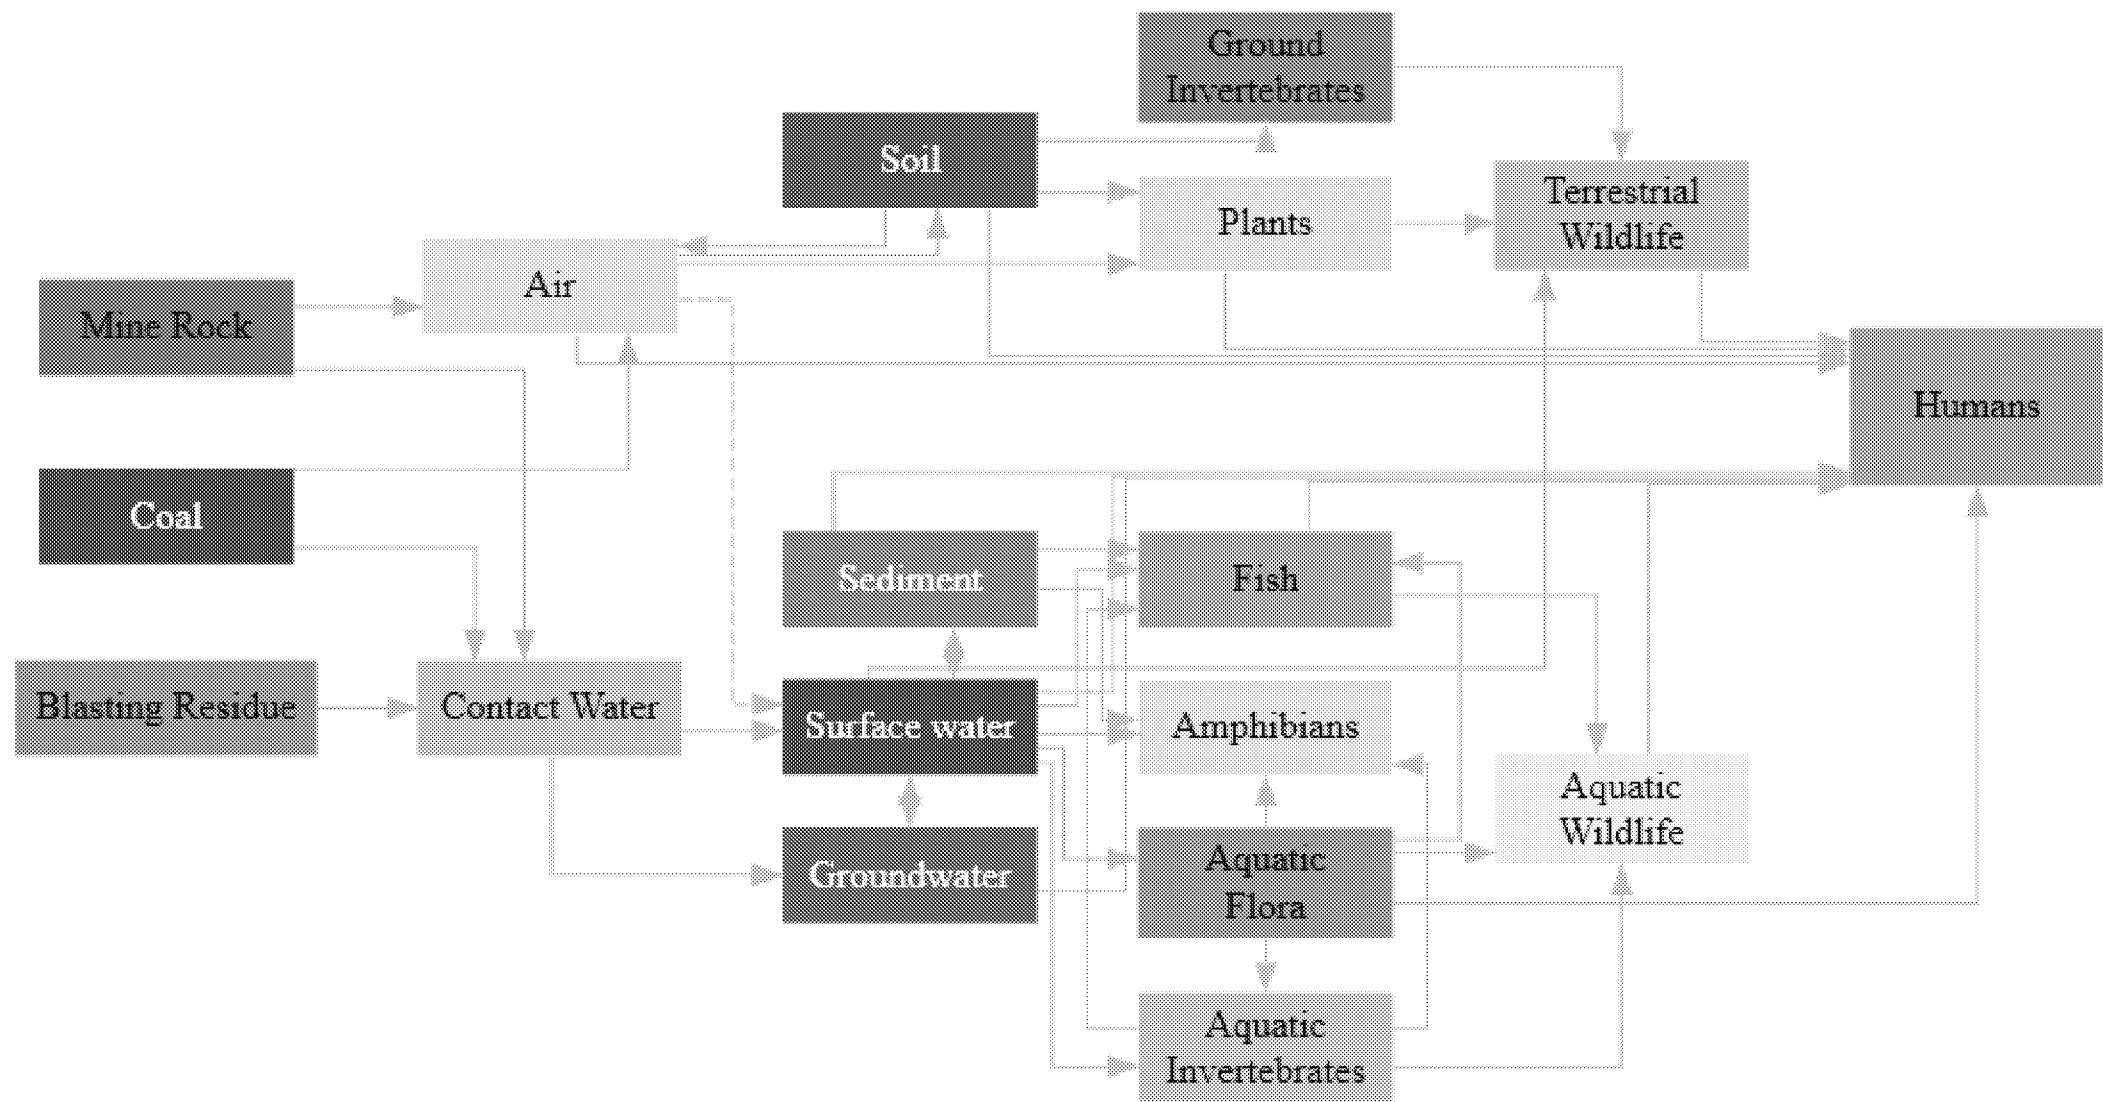 Ground
Invertebrates
Soil
Terrestrial
Wildlife
Plants
Air
Mine Rock
Humans
Coal
Sediment
Fish
Blasting Residue
Contact Water
Surface water
Amphibians
Aquatic
Wildlife
Groundwater
Aquatic
Flora
Aquatic
Invertebrates